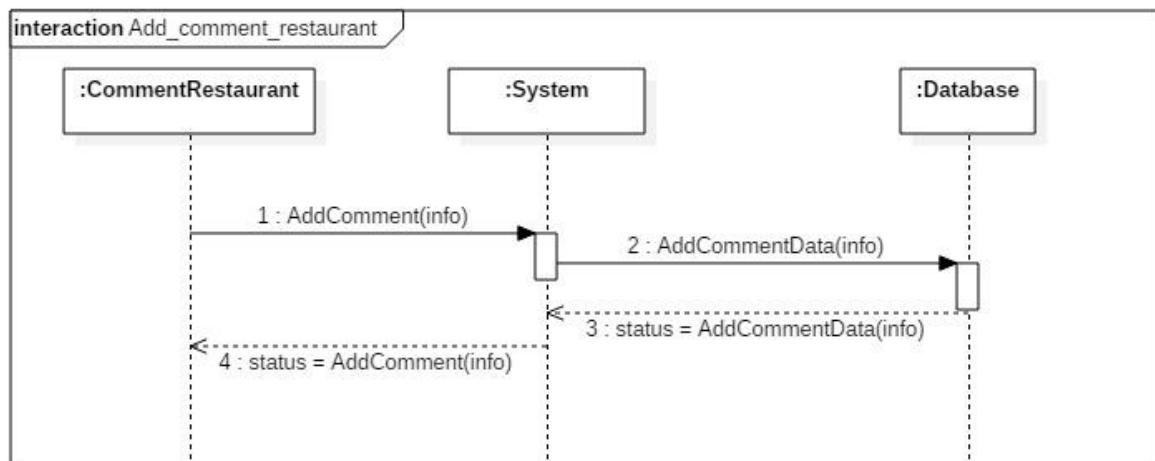 interaction Add_comment_restaurant
:CommentRestaurant
:System
:Database
1 : AddComment(info)
2 : AddCommentData(info)
3 : status = AddCommentData(info)
4 : status = AddComment(info)